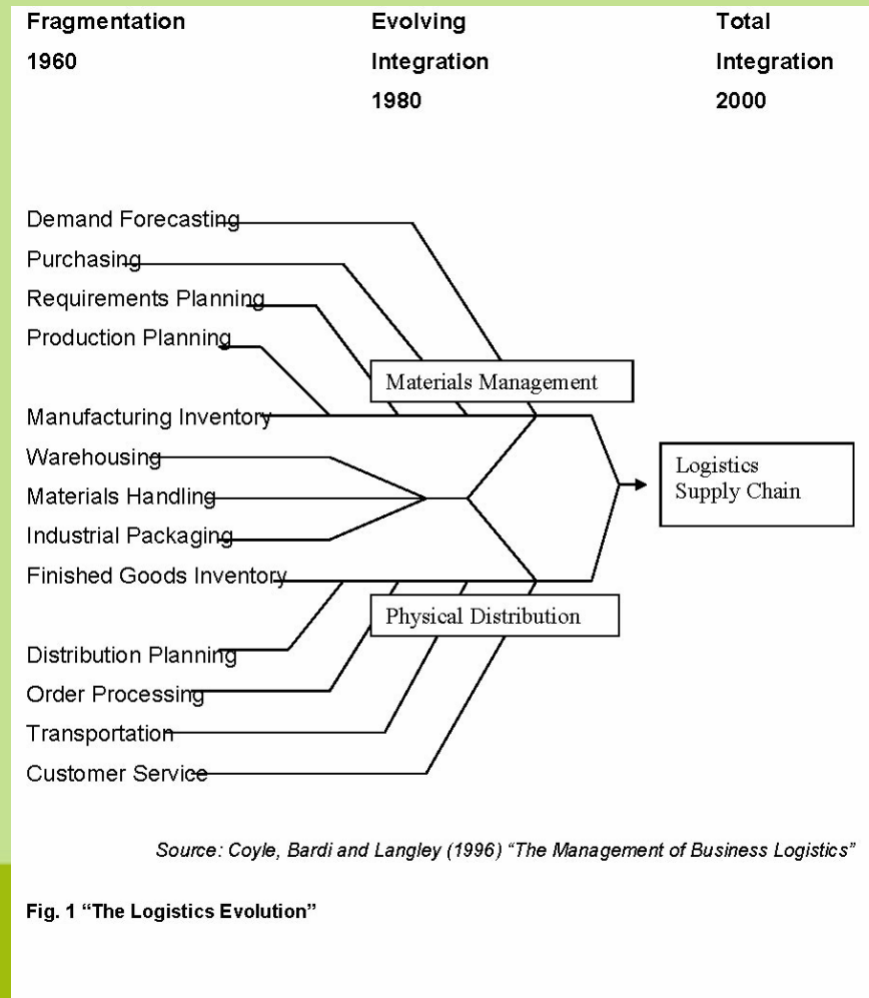 Fragmentation
1960
Evolving
Integration
1980
Total
Integration
2000
Demand Forecasting
Purchasing
Requirements Planning
Production Planning
Manufacturing Inventory
Warehousing
Materials Handling
Industrial Packaging
Finished Goods Inventory
Distribution Planning
Order Processing
Transportation
Customer Service
Materials Management
Physical Distribution
Logistics
Supply Chain
Source: Coyle, Bardi and Langley (1996) “The Management of Business Logistics”
Fig. 1 “The Logistics Evolution”